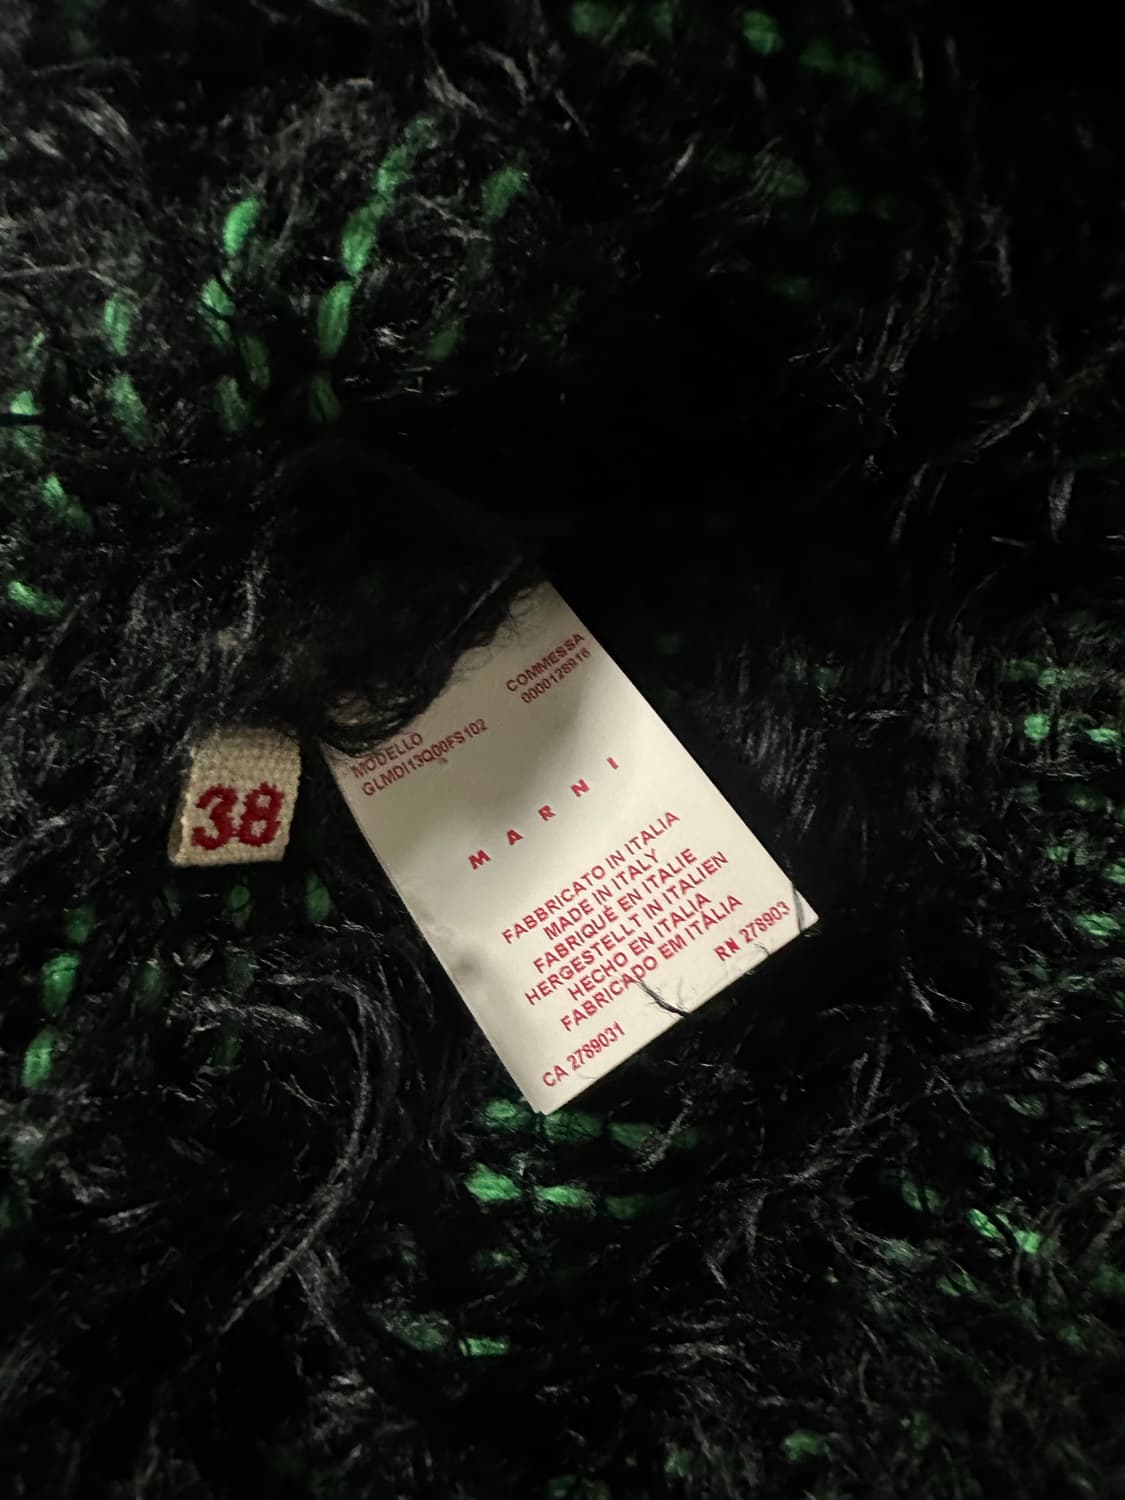 COMMESSA
0000128916
MODELLO
GLMDI13Q00FS102
38
MARNI
FABBRICATO IN ITALIA
MADE IN ITALY
FABRIQUÉ EN ITALIE
HERGESTELLT IN ITALIEN
HECHO EN ITALIA
FABRICADO EM ITÁLIA
RN 278903
CA 2789031